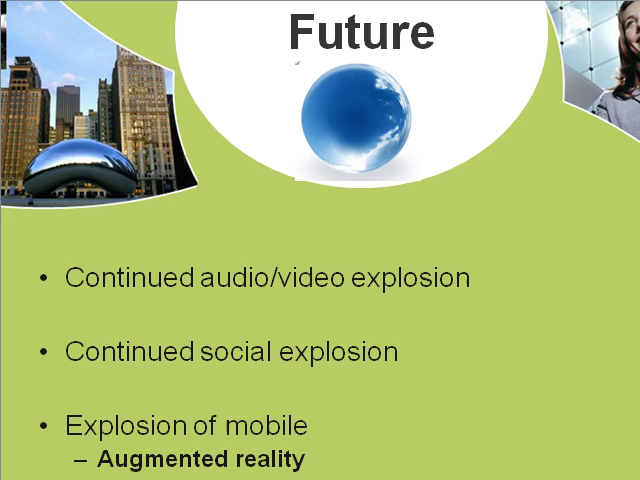 Future
• Continued audio/video explosion
• Continued social explosion
• Explosion of mobile
– Augmented reality